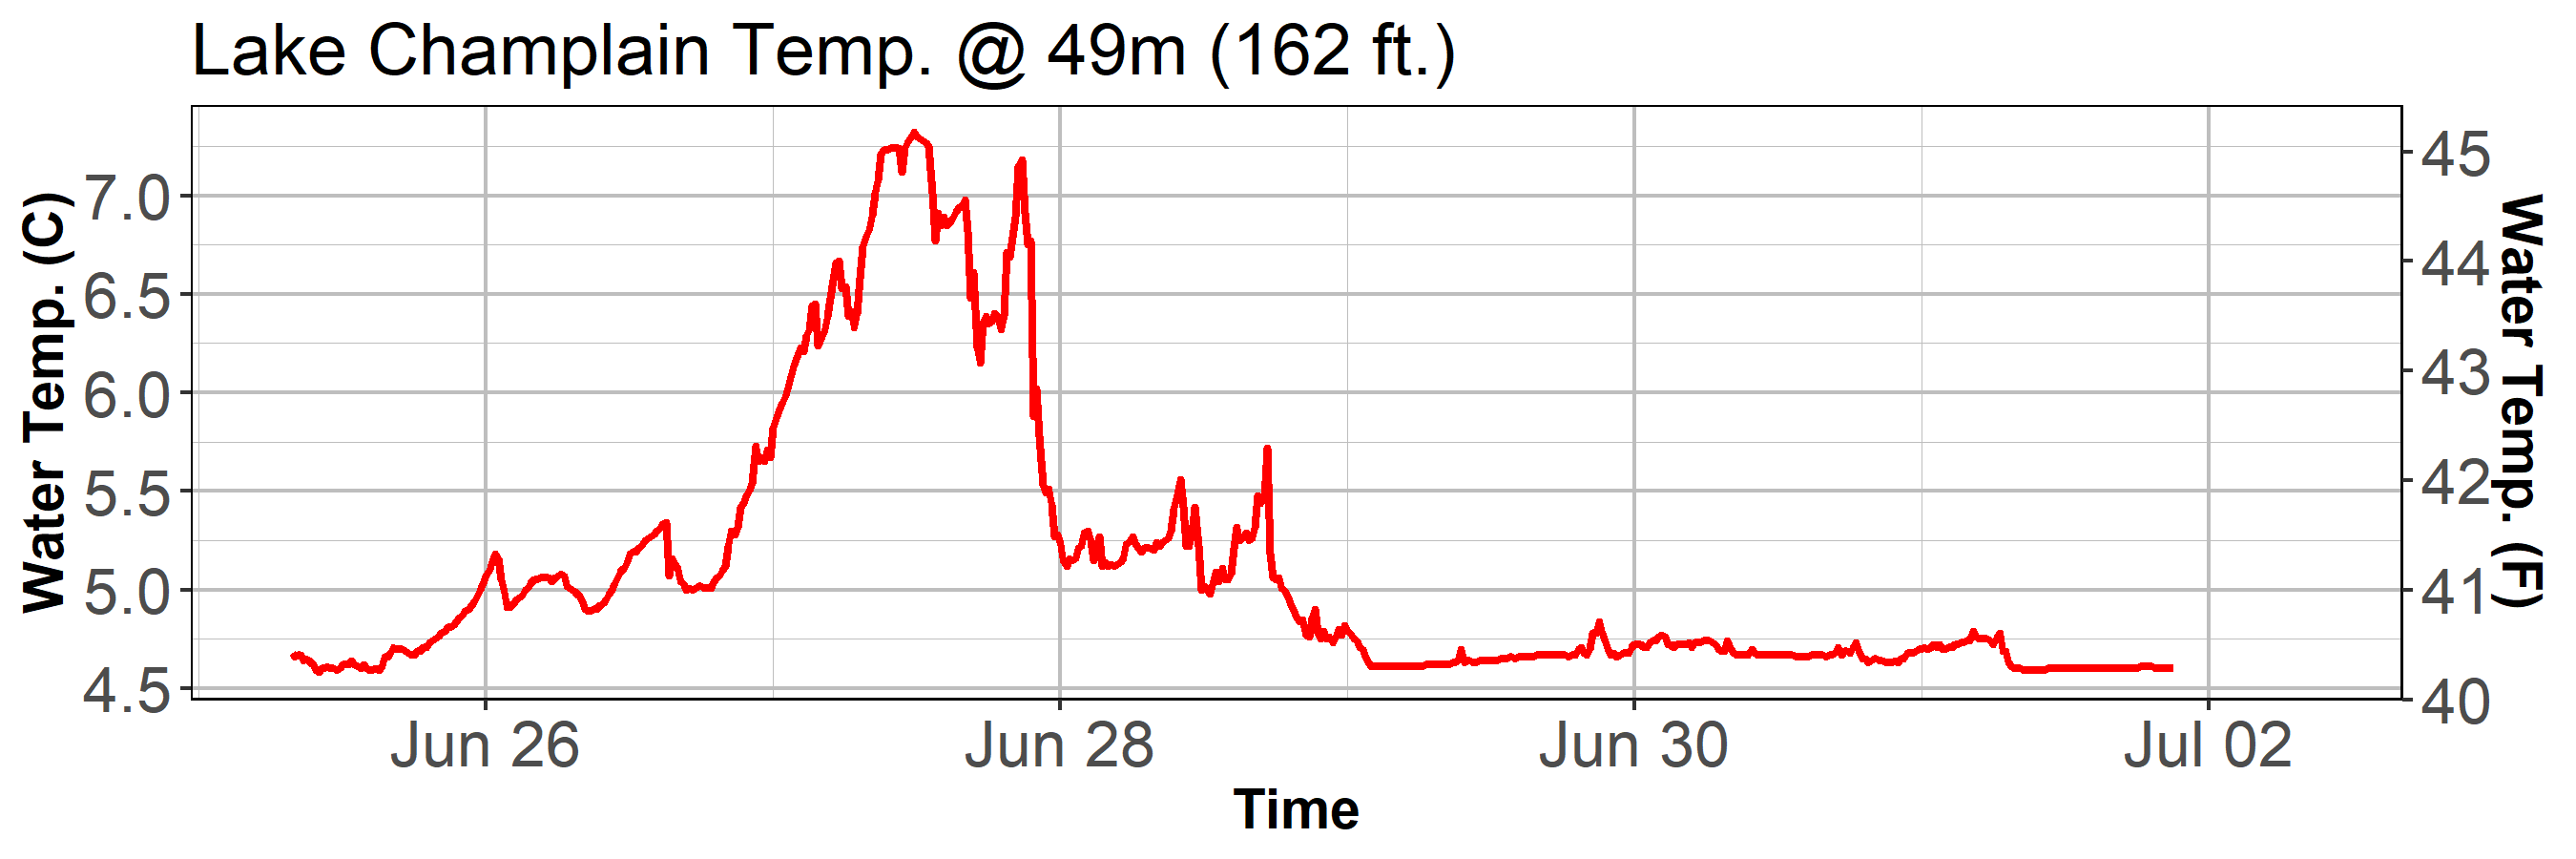 Lake Champlain Temp. @ 49m (162 ft.)
Water Temp. (C)
7.0
6.5
6.0
5.5
5.0
4.5
45
44
43
42
41
40
Water Temp. (F)
Jun 26 Jun 28 Jun 30 Jul 02
Time